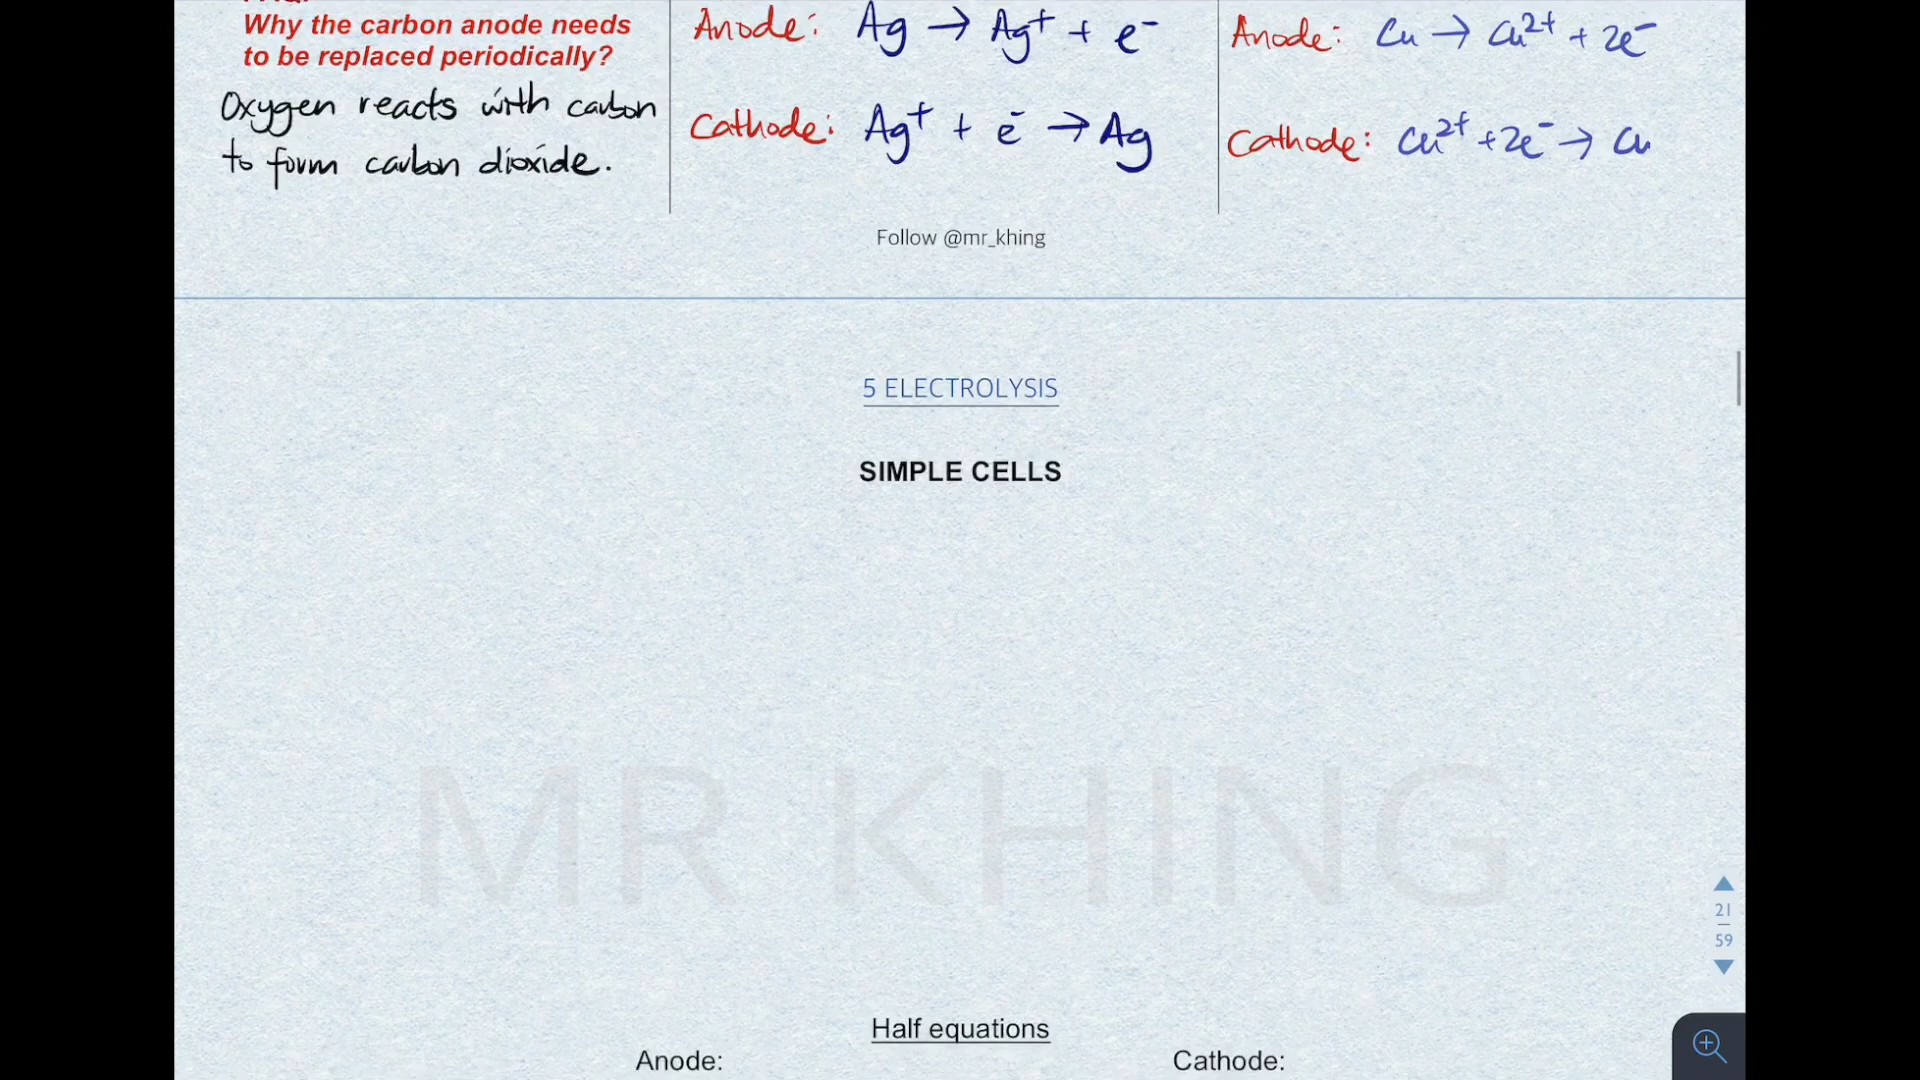 Why the carbon anode needs
to be replaced periodically?
Oxygen reacts with carbon
to form carbon dioxide.
Anode: Ag → Ag⁺ + e⁻
Cathode: Ag⁺ + e⁻ → Ag
Anode: Cu → Cu²⁺ + 2e⁻
Cathode: Cu²⁺ + 2e⁻ → Cu
Follow @mr_khing
5 ELECTROLYSIS
SIMPLE CELLS
MR KHING
21
59
Half equations
Anode: Cathode: